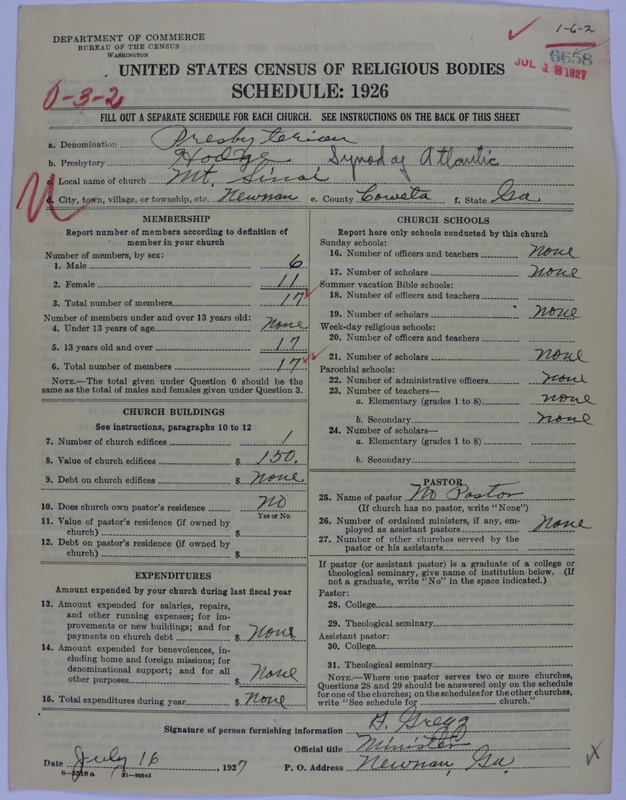 1-6-2
6658
JUL 18 1927
DEPARTMENT OF COMMERCE
BUREAU OF THE CENSUS
WASHINGTON
UNITED STATES CENSUS OF RELIGIOUS BODIES
SCHEDULE: 1926
0-3-2
FILL OUT A SEPARATE SCHEDULE FOR EACH CHURCH. SEE INSTRUCTIONS ON THE BACK OF THIS SHEET
a. Denomination Presbyterian
b. Presbytery Hodge Synod of Atlantic
c. Local name of church Mt. Sinai
d. City, town, village, or township, etc. Newnan e. County Coweta f. State Ga
MEMBERSHIP
Report number of members according to definition of
member in your church
Number of members, by sex:
1. Male 6
2. Female 11
3. Total number of members 17
Number of members under and over 13 years old:
4. Under 13 years of age None
5. 13 years old and over 17
6. Total number of members 17
NOTE.—The total given under Question 6 should be the
same as the total of males and females given under Question 3.
CHURCH BUILDINGS
See instructions, paragraphs 10 to 12
7. Number of church edifices 1
8. Value of church edifices $ 150.
9. Debt on church edifices $ None
10. Does church own pastor's residence No
Yes or No
11. Value of pastor's residence (if owned by
church) $
12. Debt on pastor's residence (if owned by
church) $
EXPENDITURES
Amount expended by your church during last fiscal year
13. Amount expended for salaries, repairs,
and other running expenses; for im-
provements or new buildings; and for
payments on church debt $ None
14. Amount expended for benevolences, in-
cluding home and foreign missions; for
denominational support; and for all
other purposes $ None
15. Total expenditures during year $ None
CHURCH SCHOOLS
Report here only schools conducted by this church
Sunday schools:
16. Number of officers and teachers None
17. Number of scholars None
Summer vacation Bible schools:
18. Number of officers and teachers
19. Number of scholars None
Week-day religious schools:
20. Number of officers and teachers
21. Number of scholars None
Parochial schools:
22. Number of administrative officers None
23. Number of teachers—
a. Elementary (grades 1 to 8) None
b. Secondary None
24. Number of scholars—
a. Elementary (grades 1 to 8)
b. Secondary
PASTOR
25. Name of pastor No Pastor
(If church has no pastor, write "None")
26. Number of ordained ministers, if any, em-
ployed as assistant pastors None
27. Number of other churches served by the
pastor or his assistants
If pastor (or assistant pastor) is a graduate of a college or
theological seminary, give name of institution below. (If
not a graduate, write "No" in the space indicated.)
Pastor:
28. College
29. Theological seminary
Assistant pastor:
30. College
31. Theological seminary
NOTE.—Where one pastor serves two or more churches,
Questions 28 and 29 should be answered only on the schedule
for one of the churches; on the schedules for the other churches,
write "See schedule for church."
Signature of person furnishing information A. Gregg
Official title Minister
Date July 16, 1927 P. O. Address Newnan, Ga.